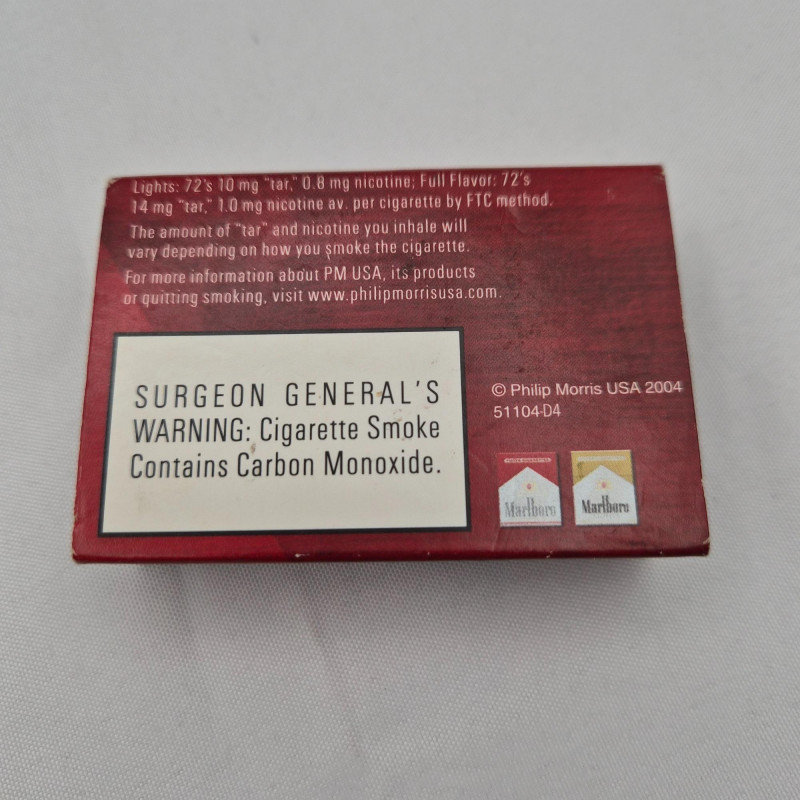 Lights: 72's 10 mg "tar," 0.8 mg nicotine; Full Flavor: 72's
14 mg "tar," 1.0 mg nicotine av. per cigarette by FTC method.
The amount of "tar" and nicotine you inhale will
vary depending on how you smoke the cigarette.
For more information about PM USA, its products
or quitting smoking, visit www.philipmorrisusa.com.
SURGEON GENERAL'S
WARNING: Cigarette Smoke
Contains Carbon Monoxide.
© Philip Morris USA 2004
51104-D4
Marlboro
Marlboro